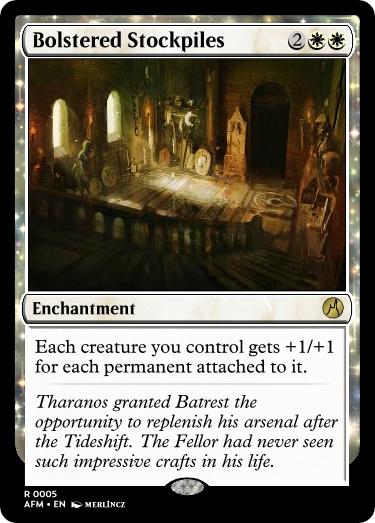 Bolstered Stockpiles 2
Enchantment
Each creature you control gets +1/+1
for each permanent attached to it.
Tharanos granted Batrest the
opportunity to replenish his arsenal after
the Tideshift. The Fellor had never seen
such impressive crafts in his life.
R 0005
AFM • EN MERLINCZ